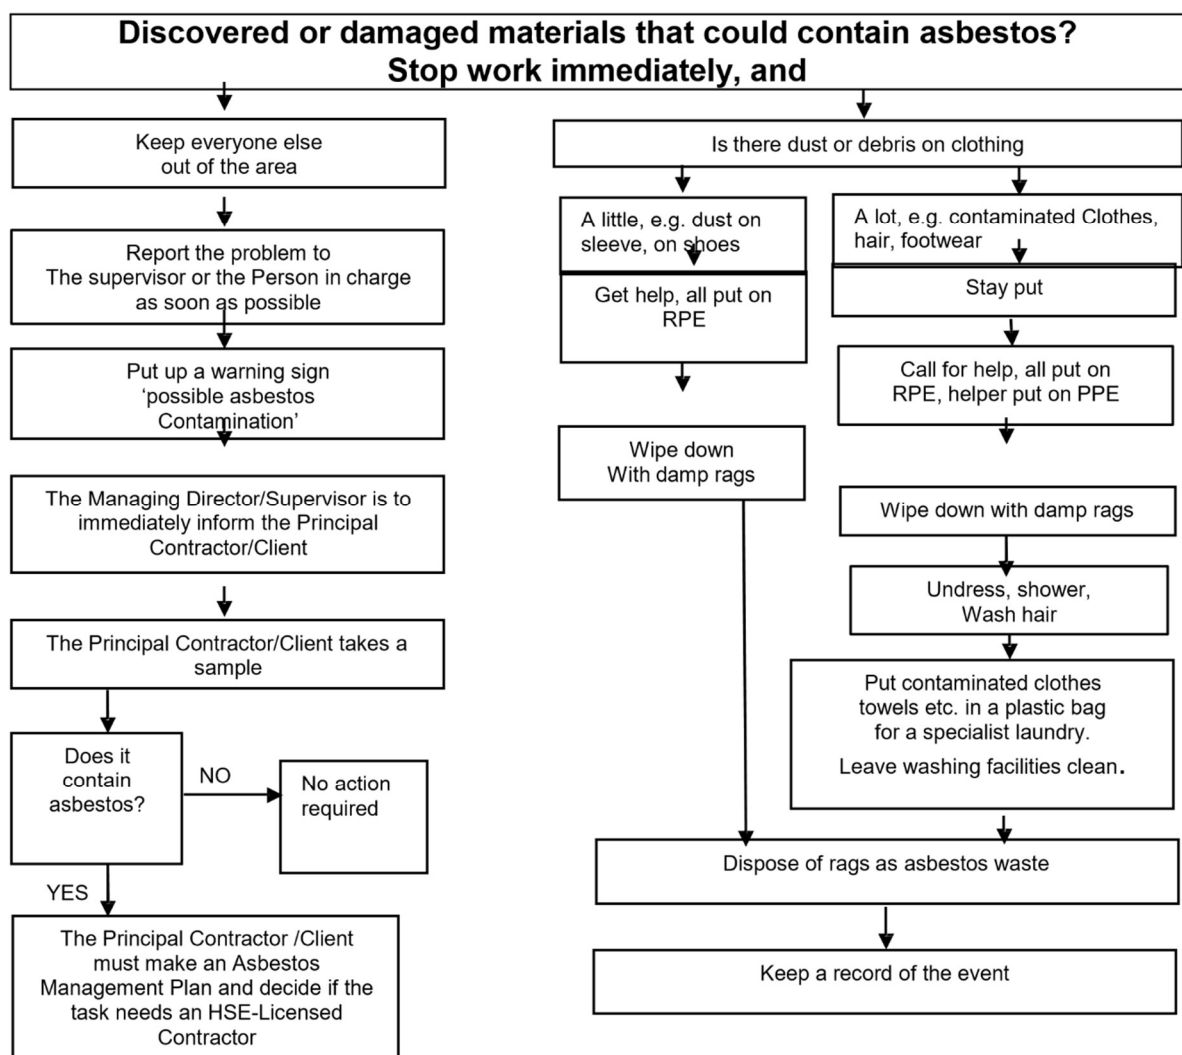 Discovered or damaged materials that could contain asbestos?
Stop work immediately, and
Keep everyone else
out of the area
Report the problem to
The supervisor or the Person in charge
as soon as possible
Put up a warning sign
‘possible asbestos
Contamination’
The Managing Director/Supervisor is to
immediately inform the Principal
Contractor/Client
The Principal Contractor/Client takes a
sample
Does it
contain
asbestos?
NO
No action
required
YES
The Principal Contractor /Client
must make an Asbestos
Management Plan and decide if the
task needs an HSE-Licensed
Contractor
Is there dust or debris on clothing
A little, e.g. dust on
sleeve, on shoes
Get help, all put on
RPE
Wipe down
With damp rags
A lot, e.g. contaminated Clothes,
hair, footwear
Stay put
Call for help, all put on
RPE, helper put on PPE
Wipe down with damp rags
Undress, shower,
Wash hair
Put contaminated clothes
towels etc. in a plastic bag
for a specialist laundry.
Leave washing facilities clean.
Dispose of rags as asbestos waste
Keep a record of the event